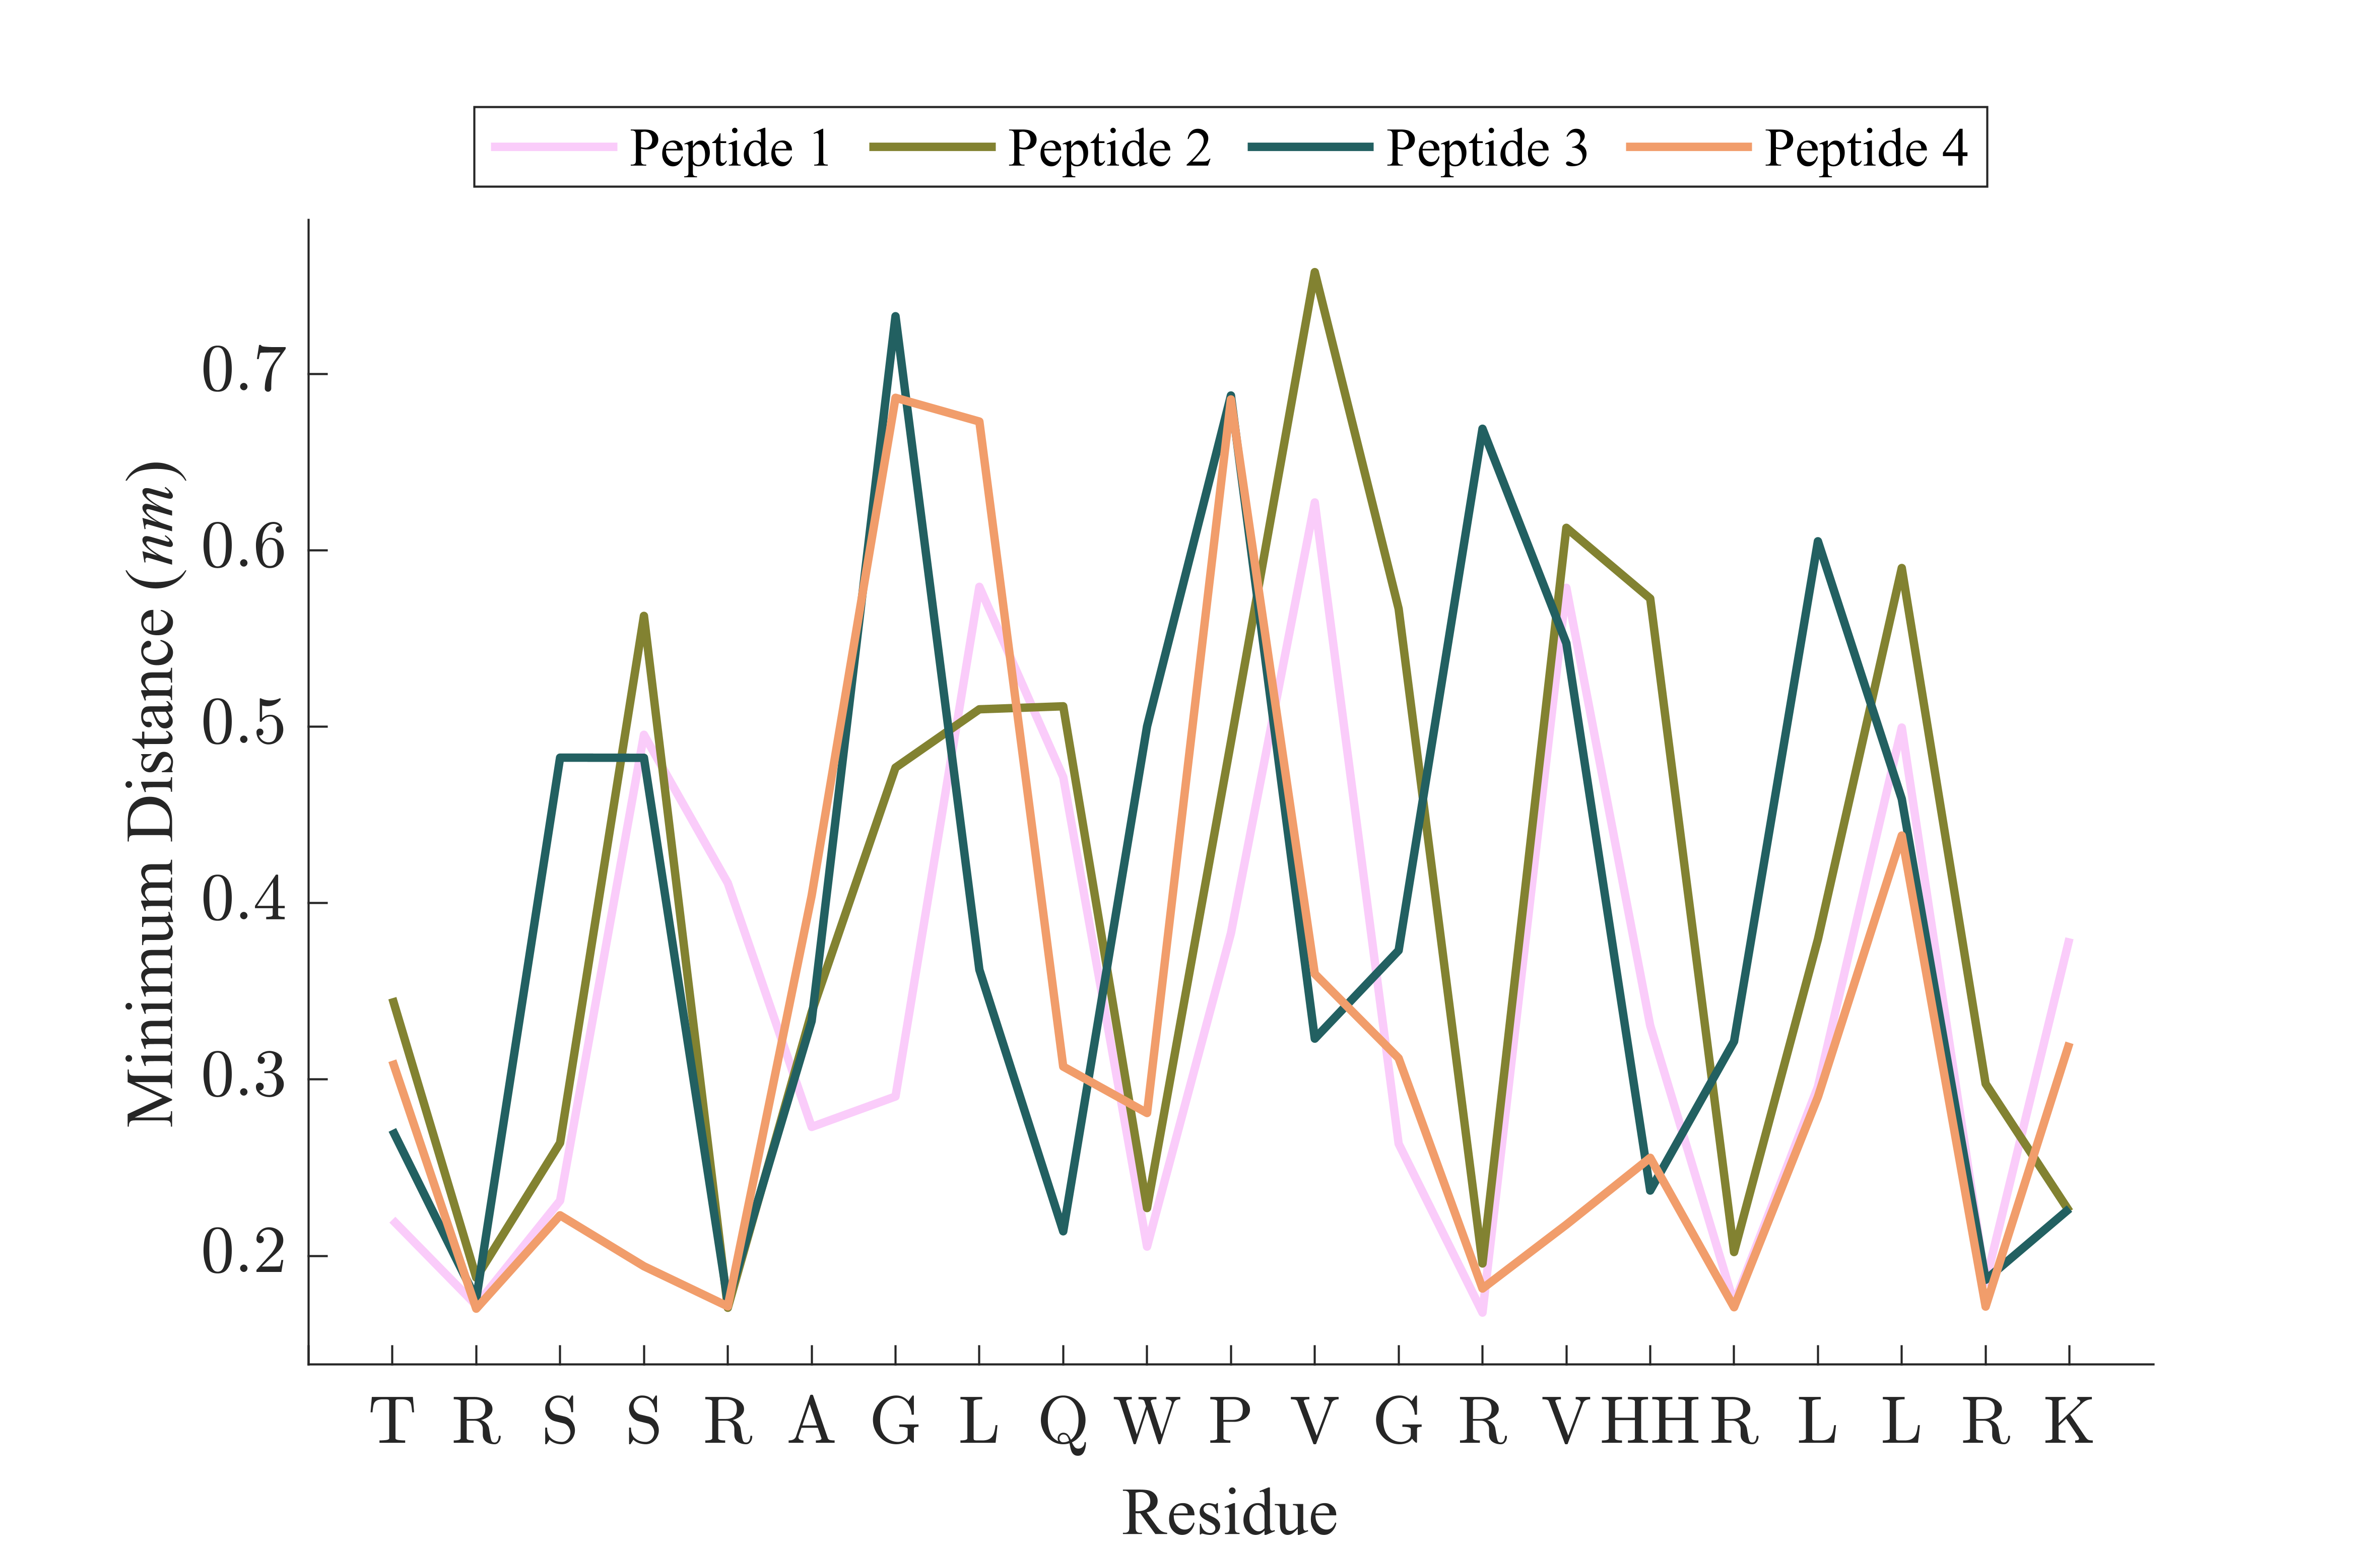 Peptide 1 Peptide 2 Peptide 3 Peptide 4
0.7
0.6
0.5
0.4
0.3
0.2
Minimum Distance (nm)
T R S S R A G L Q W P V G R V HH R L L R K
Residue